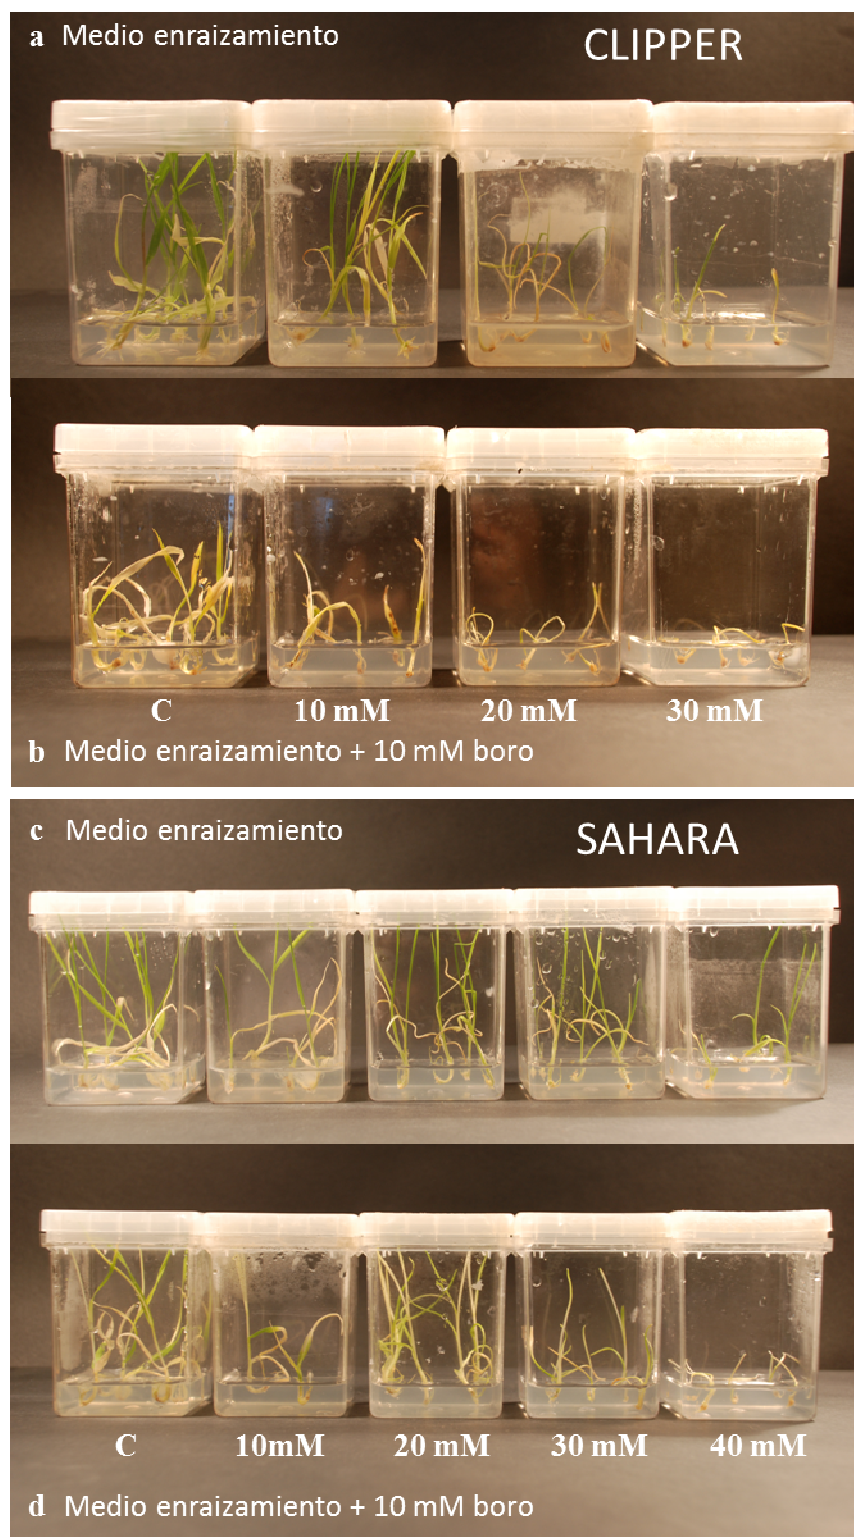 a Medio enraizamiento
CLIPPER
C 10 mM 20 mM 30 mM
b Medio enraizamiento + 10 mM boro
c Medio enraizamiento
SAHARA
C 10mM 20 mM 30 mM 40 mM
d Medio enraizamiento + 10 mM boro